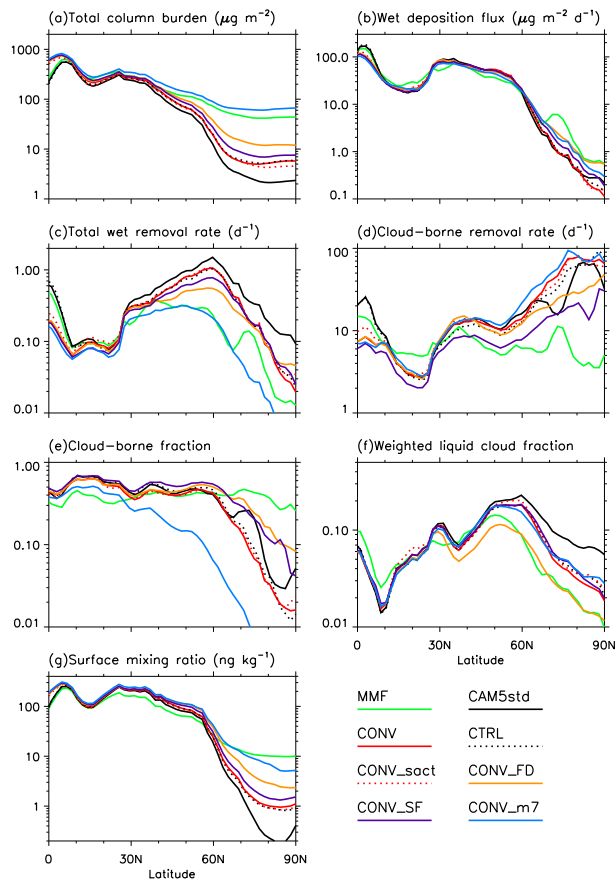 (a)Total column burden (μg m⁻²)
1000
100
10
1
(b)Wet deposition flux (μg m⁻² d⁻¹)
100.0
10.0
1.0
0.1
(c)Total wet removal rate (d⁻¹)
1.00
0.10
0.01
(d)Cloud-borne removal rate (d⁻¹)
100
10
1
(e)Cloud-borne fraction
1.00
0.10
0.01
(f)Weighted liquid cloud fraction
0.10
0.01
0 30N 60N 90N
Latitude
(g)Surface mixing ratio (ng kg⁻¹)
100
10
1
0 30N 60N 90N
Latitude
MMF CAM5std
CONV CTRL
CONV_sact CONV_FD
CONV_SF CONV_m7